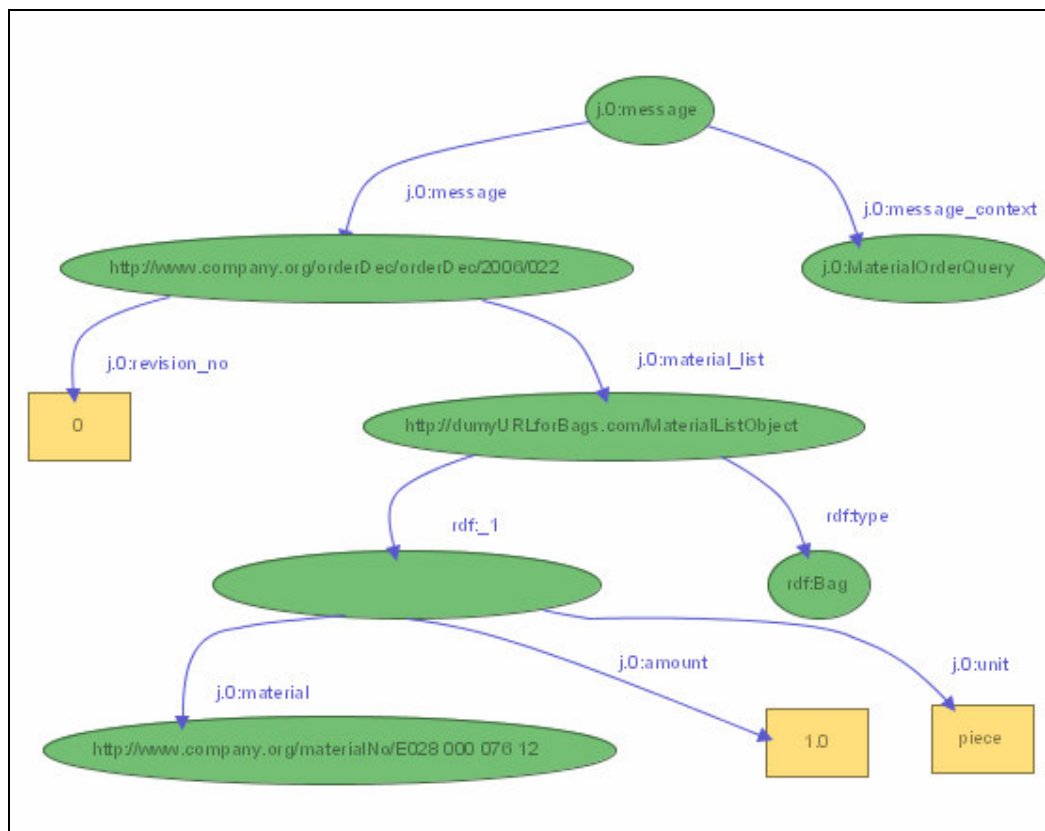 j.0:message
j.0:message
j.0:message_context
http://www.company.org/orderDec/orderDec/2006/022
j.0:MaterialOrderQuery
j.0:revision_no
j.0:material_list
0
http://dumyURLforBags.com/MaterialListObject
rdf:_1
rdf:type
rdf:Bag
j.0:material
j.0:amount
j.0:unit
http://www.company.org/materialNo/E028 000 076 12
1.0
piece